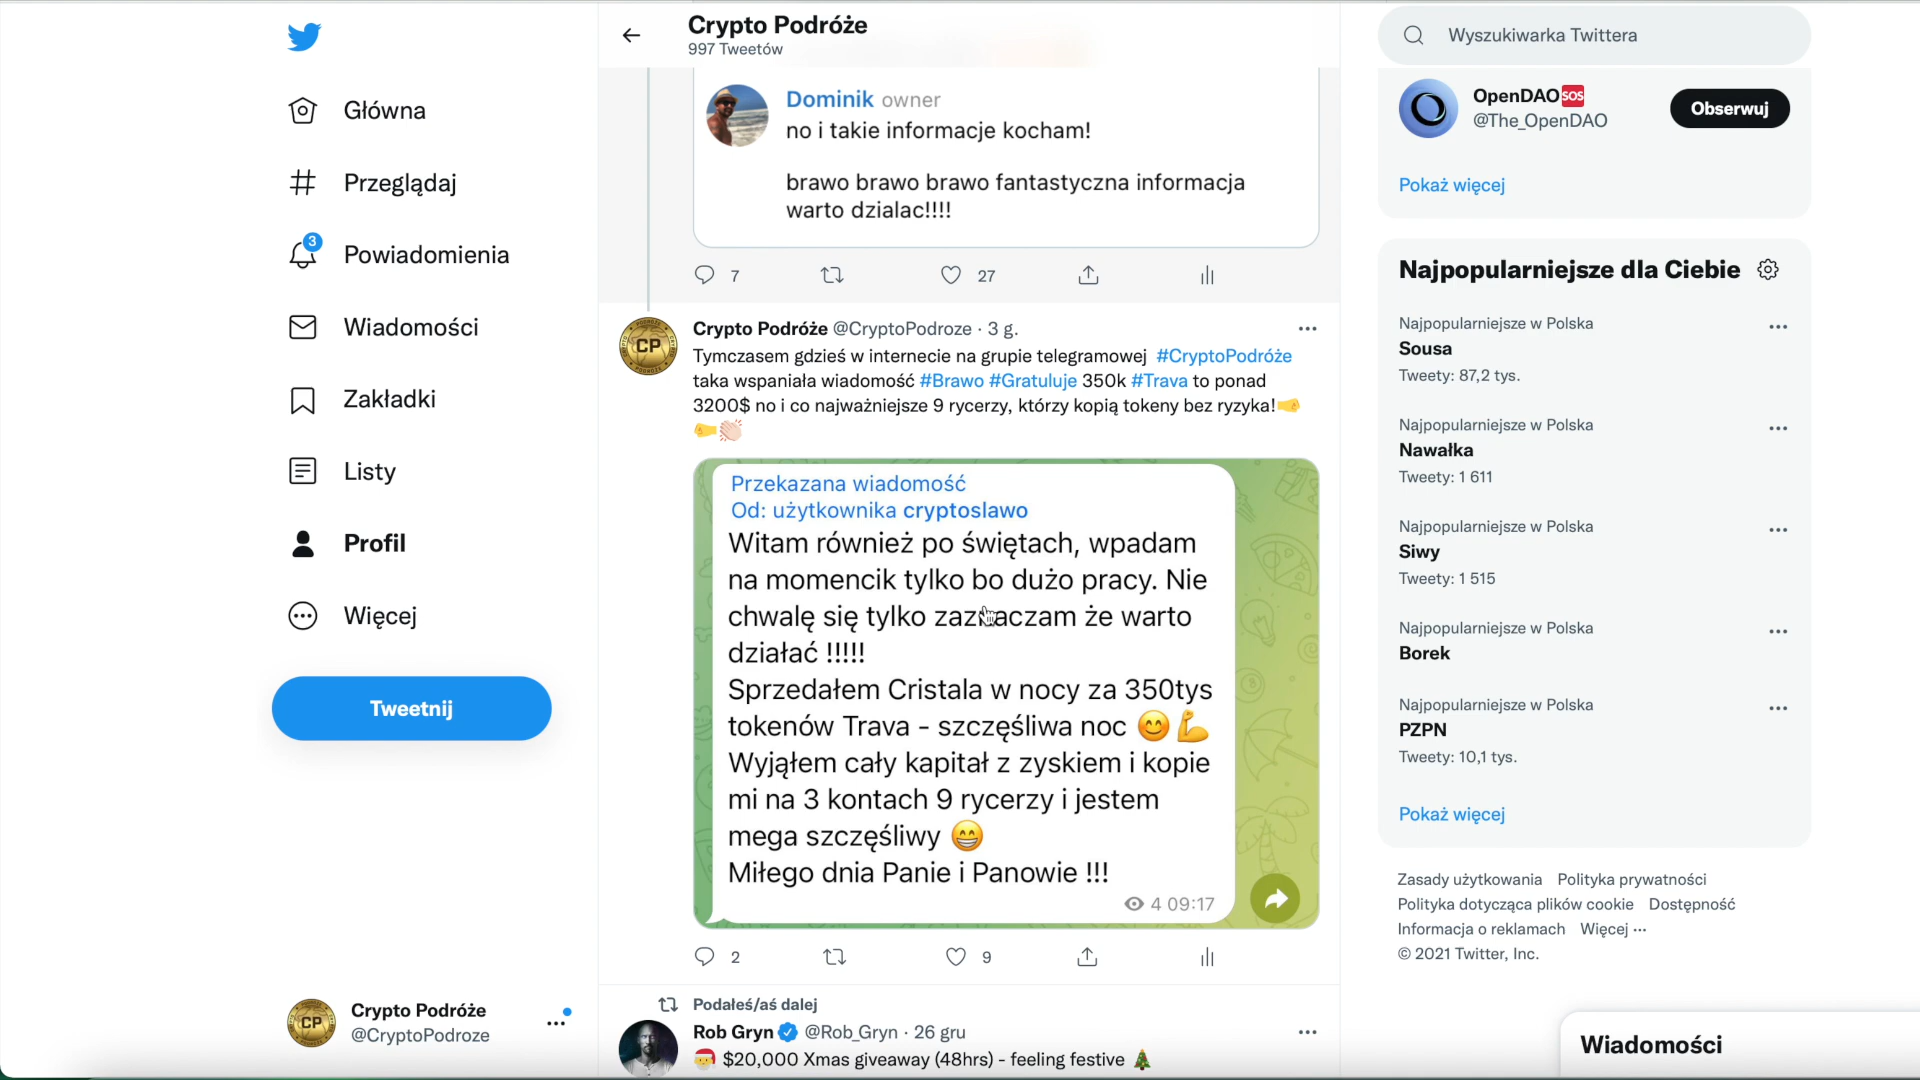 Główna
Przeglądaj
3
Powiadomienia
Wiadomości
Zakładki
Listy
Profil
Więcej
Tweetnij
CP
Crypto Podróże
@CryptoPodroze
Crypto Podróże
997 Tweetów
Dominik owner
no i takie informacje kocham!
brawo brawo brawo fantastyczna informacja
warto dzialac!!!!
7
27
CP
Crypto Podróże @CryptoPodroze · 3 g.
Tymczasem gdzieś w internecie na grupie telegramowej #CryptoPodróże
taka wspaniala wiadomość #Brawo #Gratuluje 350k #Trava to ponad
3200$ no i co najważniejsze 9 rycerzy, którzy kopią tokeny bez ryzyka!🤜
🤛👏🏻
Przekazana wiadomość
Od: użytkownika cryptoslawo
Witam również po świętach, wpadam
na momencik tylko bo dużo pracy. Nie
chwalę się tylko zaznaczam że warto
działać !!!!!
Sprzedałem Cristala w nocy za 350tys
tokenów Trava - szczęśliwa noc 😊💪
Wyjąłem cały kapitał z zyskiem i kopie
mi na 3 kontach 9 rycerzy i jestem
mega szczęśliwy 😁
Miłego dnia Panie i Panowie !!!
4 09:17
2
9
Podałeś/aś dalej
Rob Gryn @Rob_Gryn · 26 gru
🎅 $20,000 Xmas giveaway (48hrs) - feeling festive 🎄
Wyszukiwarka Twittera
OpenDAO🆘
@The_OpenDAO
Obserwuj
Pokaż więcej
Najpopularniejsze dla Ciebie
Najpopularniejsze w Polska
Sousa
Tweety: 87,2 tys.
Najpopularniejsze w Polska
Nawałka
Tweety: 1 611
Najpopularniejsze w Polska
Siwy
Tweety: 1 515
Najpopularniejsze w Polska
Borek
Najpopularniejsze w Polska
PZPN
Tweety: 10,1 tys.
Pokaż więcej
Zasady użytkowania Polityka prywatności
Polityka dotycząca plików cookie Dostępność
Informacja o reklamach Więcej ···
© 2021 Twitter, Inc.
Wiadomości